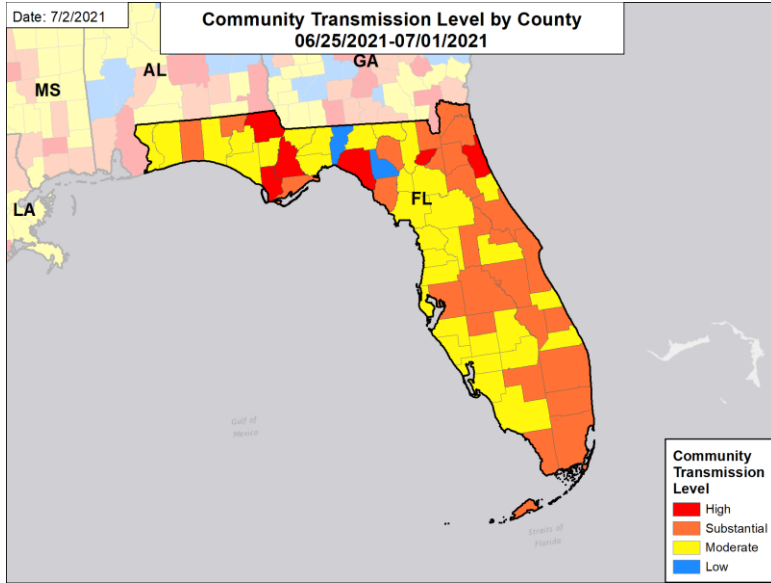 Date: 7/2/2021
Community Transmission Level by County
06/25/2021-07/01/2021
AL
GA
MS
LA
FL
Gulf of
Mexico
Straits of
Florida
Community
Transmission
Level
High
Substantial
Moderate
Low